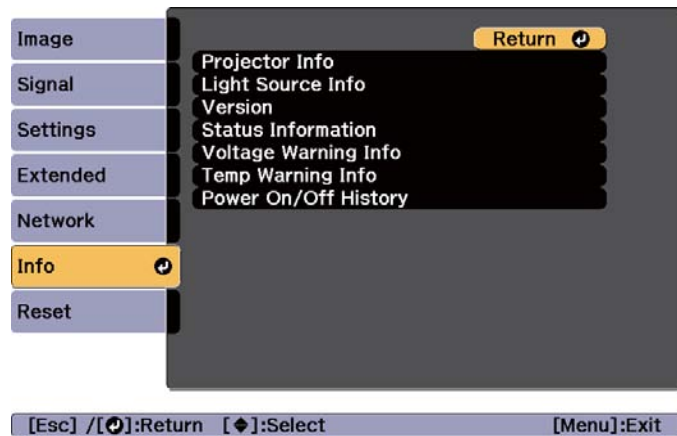 Image
Signal
Settings
Extended
Network
Info
Reset
Return
Projector Info
Light Source Info
Version
Status Information
Voltage Warning Info
Temp Warning Info
Power On/Off History
[Esc] /[⏎]:Return [◆]:Select [Menu]:Exit